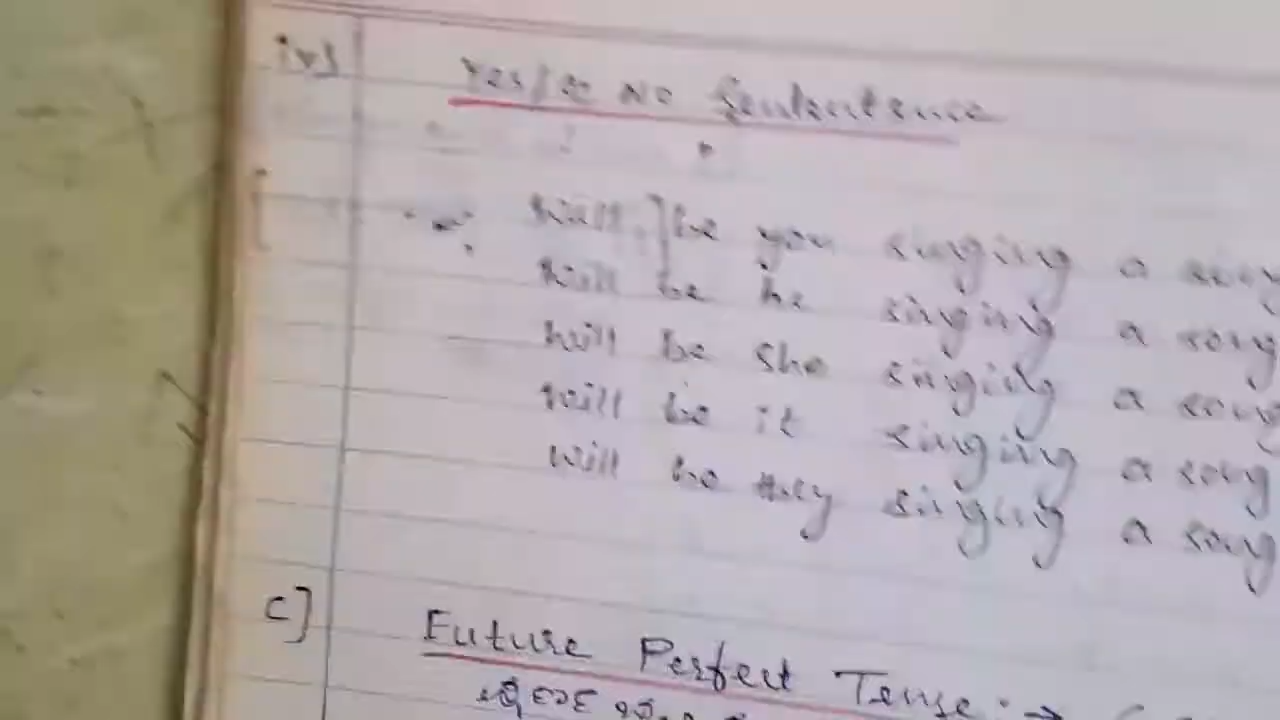 iv]
Yes/ No Sentence
Will be you singing a song
Will be he singing a song
Will be she singing a song
Will be it singing a song
Will be they singing a song
c] Future Perfect Tense :→